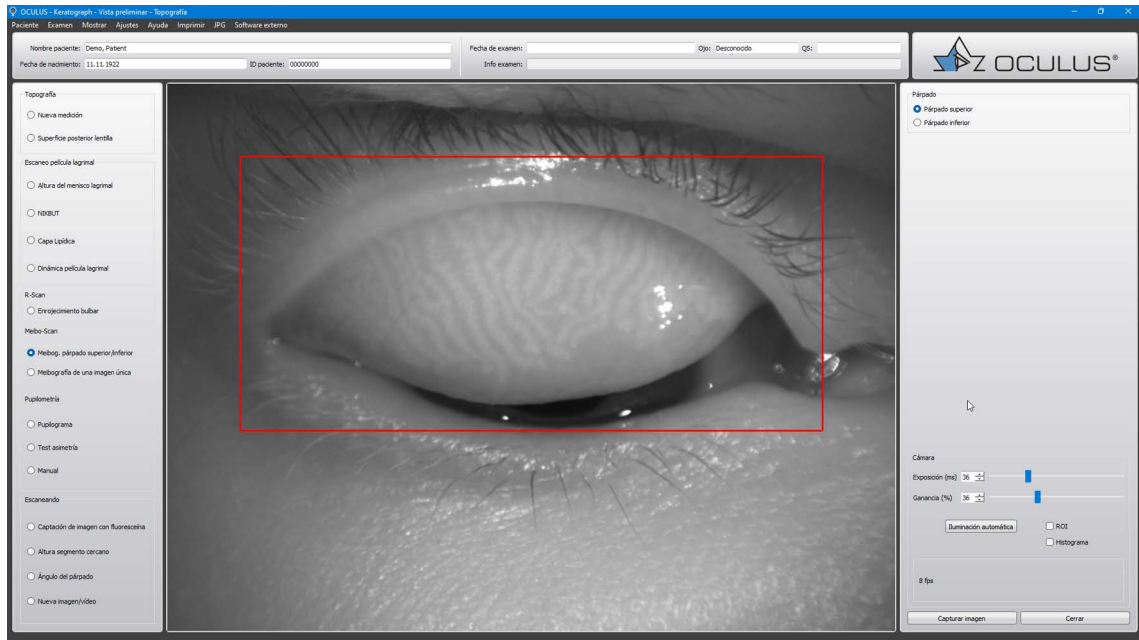 OCULUS - Keratograph - Vista preliminar - Topografía
Paciente Examen Mostrar Ajustes Ayuda Imprimir JPG Software externo
Nombre paciente: Demo, Patient
Fecha de nacimiento: 11.11.1922 ID paciente: 00000000
Fecha de examen: Ojo: Desconocido QS:
Info examen:
OCULUS®
Topografía
Nueva medición
Superficie posterior lentilla
Escaneo película lagrimal
Altura del menisco lagrimal
NIKBUT
Capa Lipídica
Dinámica película lagrimal
R-Scan
Enrojecimiento bulbar
Meibo-Scan
Meibog. párpado superior/inferior
Meibografía de una imagen única
Pupilometría
Pupilograma
Test asimetría
Manual
Escaneando
Captación de imagen con fluoresceína
Altura segmento cercano
Ángulo del párpado
Nueva imagen/vídeo
Párpado
Párpado superior
Párpado inferior
Cámara
Exposición (ms) 36
Ganancia (%) 36
Iluminación automática ROI
Histograma
8 fps
Capturar imagen Cerrar